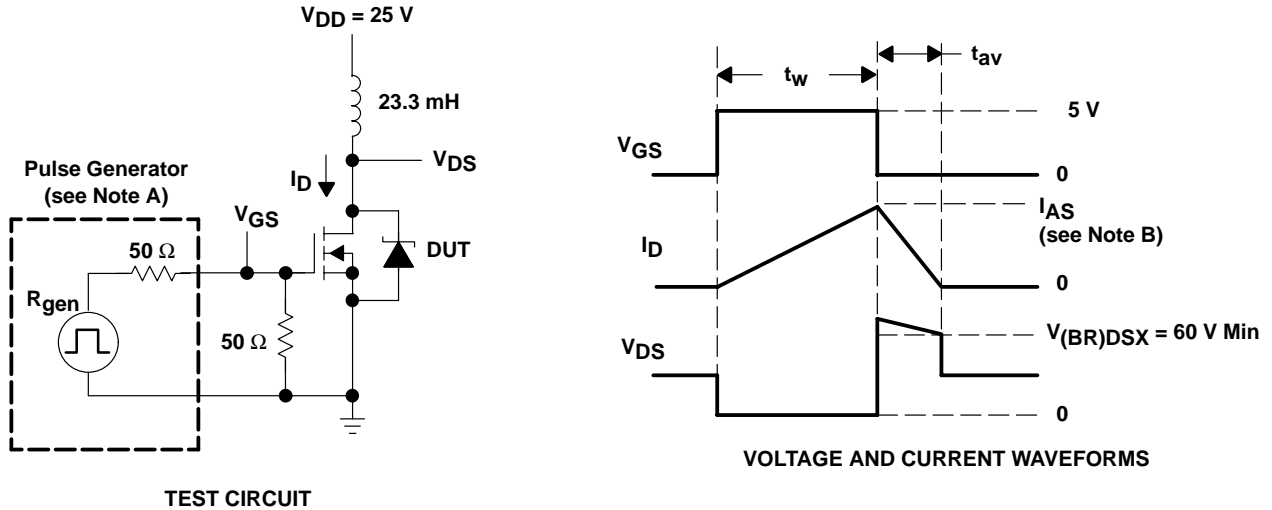 VDD = 25 V
23.3 mH
VDS
ID
Pulse Generator
(see Note A)
VGS
50 Ω
DUT
Rgen
50 Ω
TEST CIRCUIT
tw
tav
5 V
VGS
0
IAS
(see Note B)
ID
0
V(BR)DSX = 60 V Min
VDS
0
VOLTAGE AND CURRENT WAVEFORMS